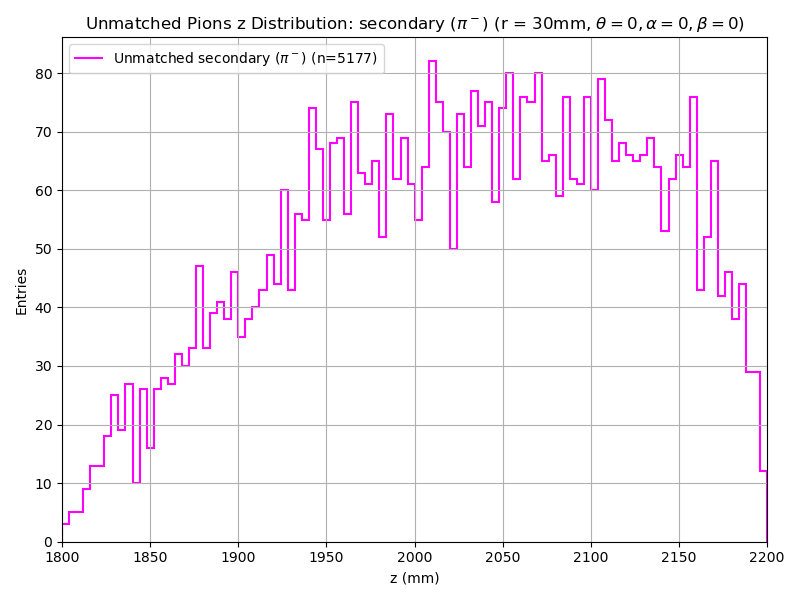 Unmatched Pions z Distribution: secondary (π⁻) (r = 30mm, θ = 0, α = 0, β = 0)
Unmatched secondary (π⁻) (n=5177)
80
70
60
50
40
30
20
10
0
Entries
1800 1850 1900 1950 2000 2050 2100 2150 2200
z (mm)